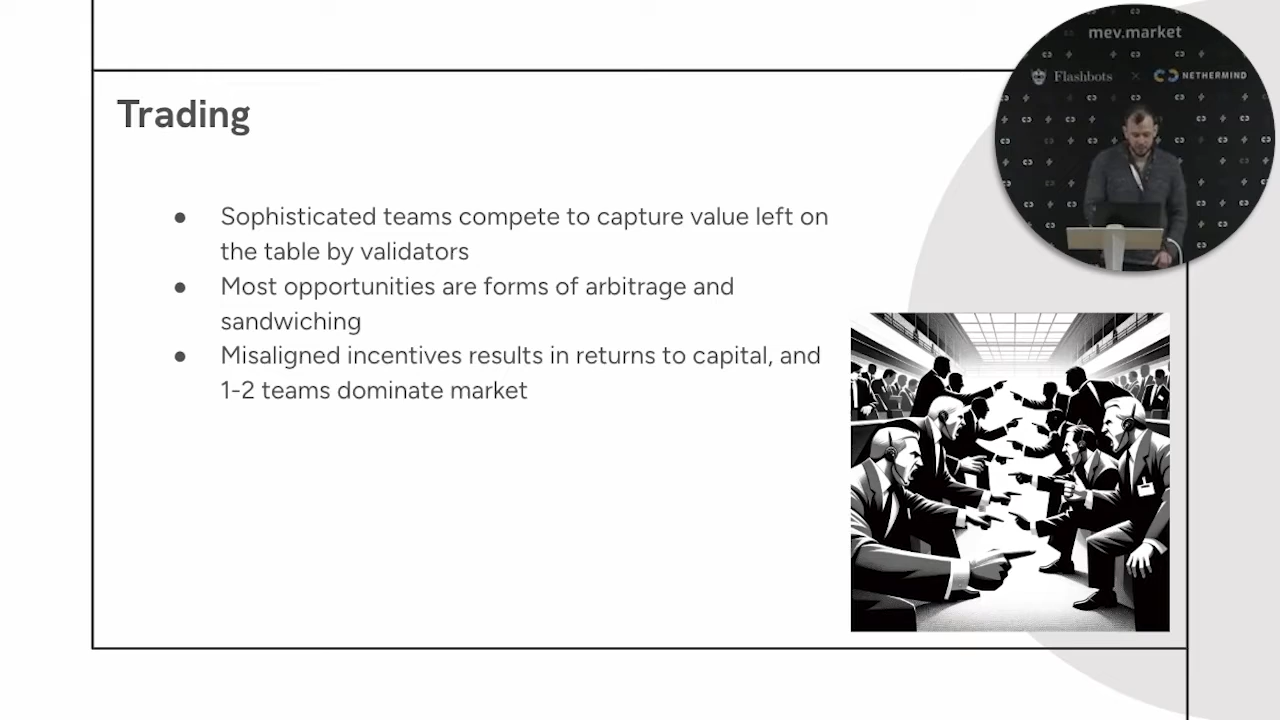 mev.market
Flashbots × NETHERMIND
Trading
● Sophisticated teams compete to capture value left on
the table by validators
● Most opportunities are forms of arbitrage and
sandwiching
● Misaligned incentives results in returns to capital, and
1-2 teams dominate market